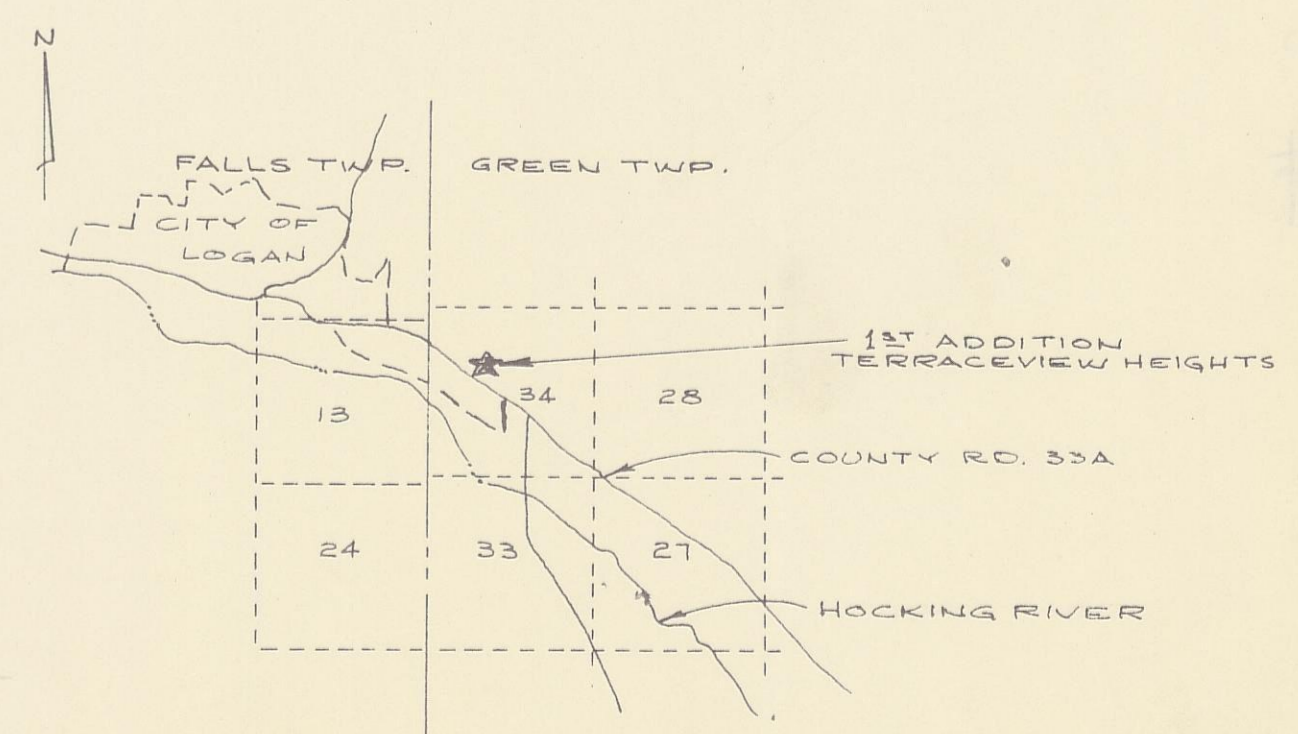 N
FALLS TWP.
GREEN TWP.
CITY OF
LOGAN
1ST ADDITION
TERRACEVIEW HEIGHTS
34
28
13
COUNTY RD. 33A
24
33
27
HOCKING RIVER